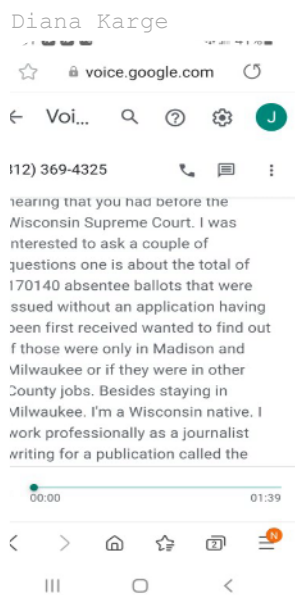 Diana Karge
voice.google.com
Voi...
J
312) 369-4325
hearing that you had before the
Wisconsin Supreme Court. I was
interested to ask a couple of
questions one is about the total of
170140 absentee ballots that were
issued without an application having
been first received wanted to find out
if those were only in Madison and
Milwaukee or if they were in other
County jobs. Besides staying in
Milwaukee. I'm a Wisconsin native. I
work professionally as a journalist
writing for a publication called the
00:00 01:39
2 N